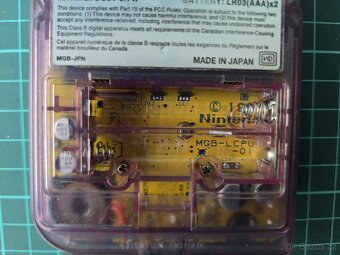 BATTERY: LR03(AAA)x2
This device complies with Part 15 of the FCC Rules. Operation is subject to the following
two conditions: (1) this device may not cause harmful interference, and (2) this device must
accept any interference received, including interference that may cause undesired operation.
This Class B digital apparatus meets all requirements of the Canadian Interference-Causing
Equipment Regulations.
Cet appareil numérique de la classe B respecte toutes les exigences du Règlement sur le
matériel brouilleur du Canada.
MGB-JPN
MADE IN JAPAN
© 19
Nintendo
MGB-LCPU
-01